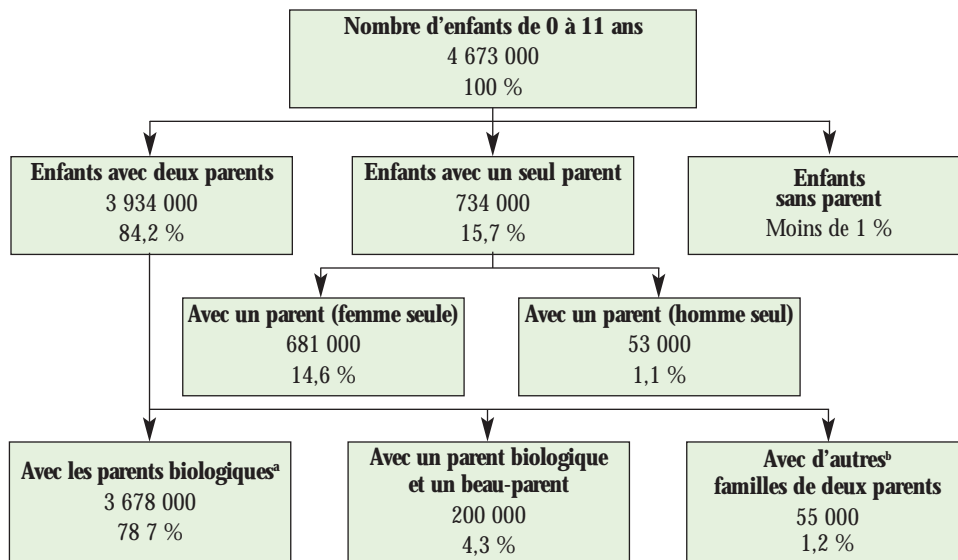 Nombre d'enfants de 0 à 11 ans
4 673 000
100 %
Enfants avec deux parents
3 934 000
84,2 %
Enfants avec un seul parent
734 000
15,7 %
Enfants
sans parent
Moins de 1 %
Avec un parent (femme seule)
681 000
14,6 %
Avec un parent (homme seul)
53 000
1,1 %
Avec les parents biologiquesᵃ
3 678 000
78 7 %
Avec un parent biologique
et un beau-parent
200 000
4,3 %
Avec d'autresᵇ
familles de deux parents
55 000
1,2 %